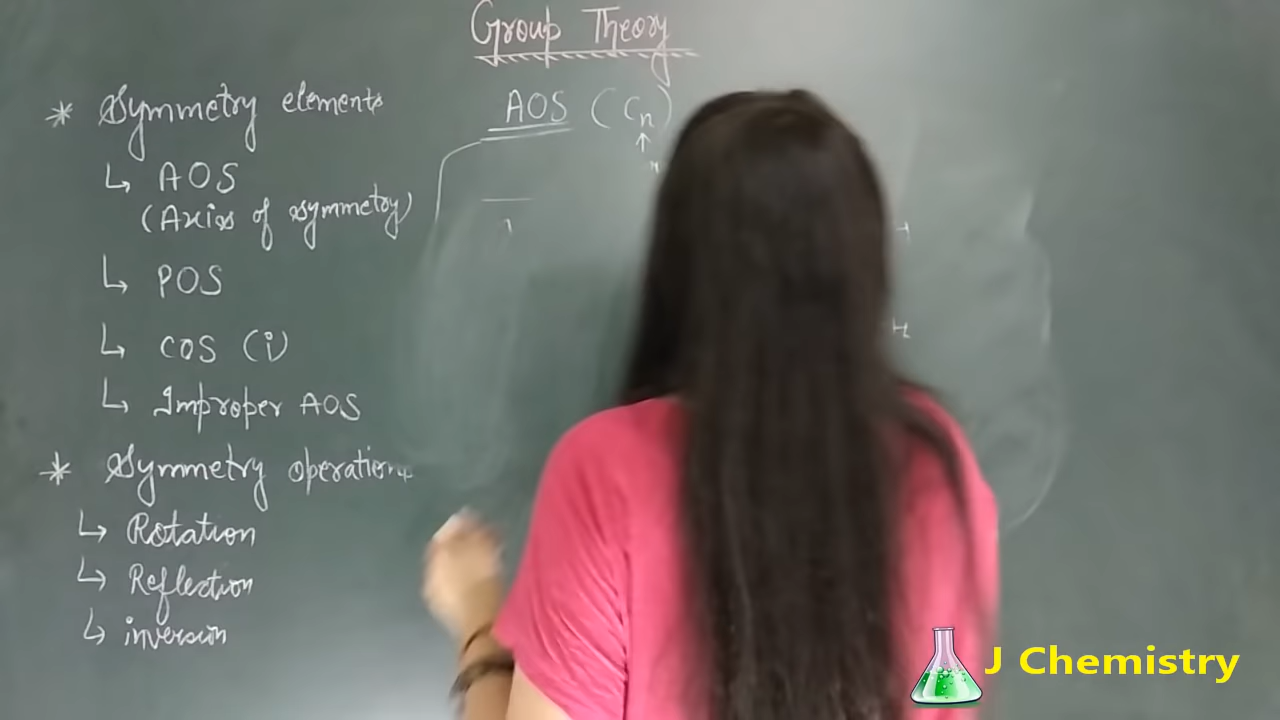 Group Theory
* Symmetry elements
↳ AOS
(Axis of symmetry)
↳ POS
↳ COS (i)
↳ Improper AOS
* Symmetry operations
↳ Rotation
↳ Reflection
↳ inversion
AOS (Cn)
↑
n
H
H
J Chemistry